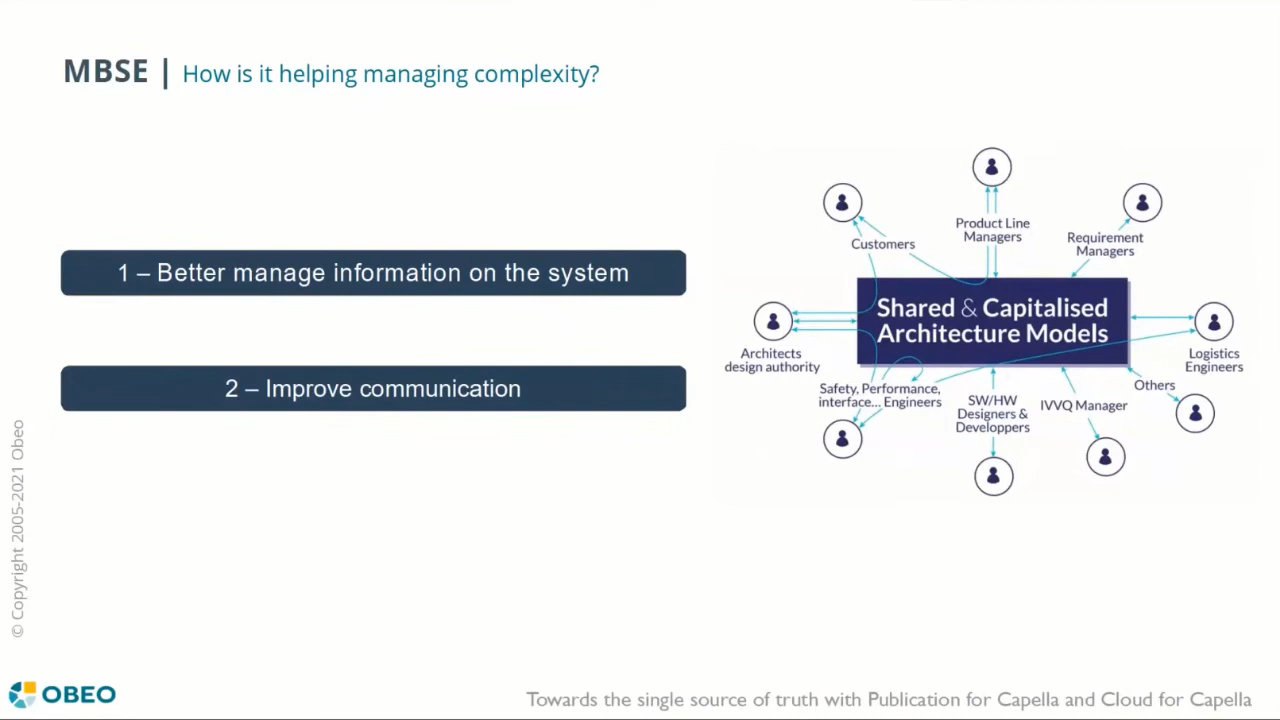 MBSE | How is it helping managing complexity?
1 – Better manage information on the system
2 – Improve communication
Customers
Product Line
Managers
Requirement
Managers
Shared & Capitalised
Architecture Models
Architects
design authority
Logistics
Engineers
Safety, Performance,
interface... Engineers
SW/HW
Designers &
Developpers
IVVQ Manager
Others
© Copyright 2005-2021 Obeo
OBEO
Towards the single source of truth with Publication for Capella and Cloud for Capella